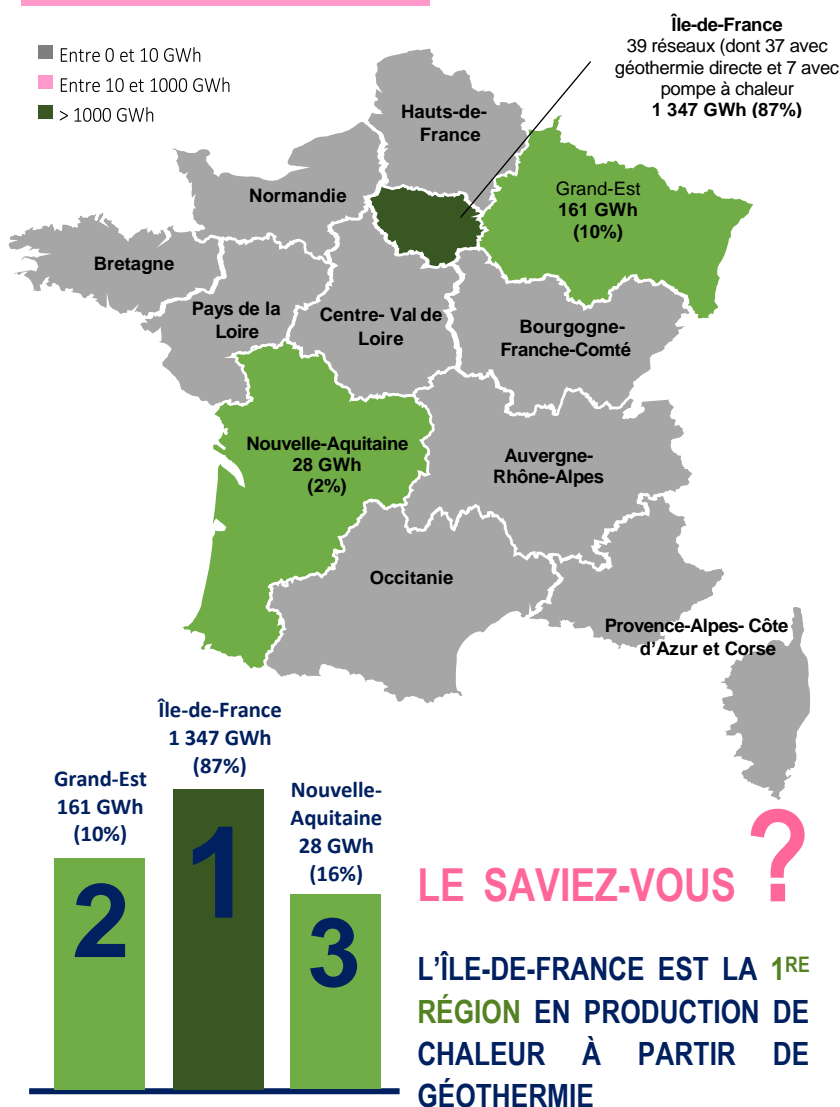 Entre 0 et 10 GWh
Entre 10 et 1000 GWh
> 1000 GWh
Île-de-France
39 réseaux (dont 37 avec
géothermie directe et 7 avec
pompe à chaleur
1 347 GWh (87%)
Hauts-de-
France
Normandie
Grand-Est
161 GWh
(10%)
Bretagne
Pays de la
Loire
Centre- Val de
Loire
Bourgogne-
Franche-Comté
Nouvelle-Aquitaine
28 GWh
(2%)
Auvergne-
Rhône-Alpes
Occitanie
Provence-Alpes- Côte
d'Azur et Corse
Île-de-France
1 347 GWh
(87%)
Grand-Est
161 GWh
(10%)
Nouvelle-
Aquitaine
28 GWh
(16%)
2
1
3
LE SAVIEZ-VOUS ?
L'ÎLE-DE-FRANCE EST LA 1RE
RÉGION EN PRODUCTION DE
CHALEUR À PARTIR DE
GÉOTHERMIE